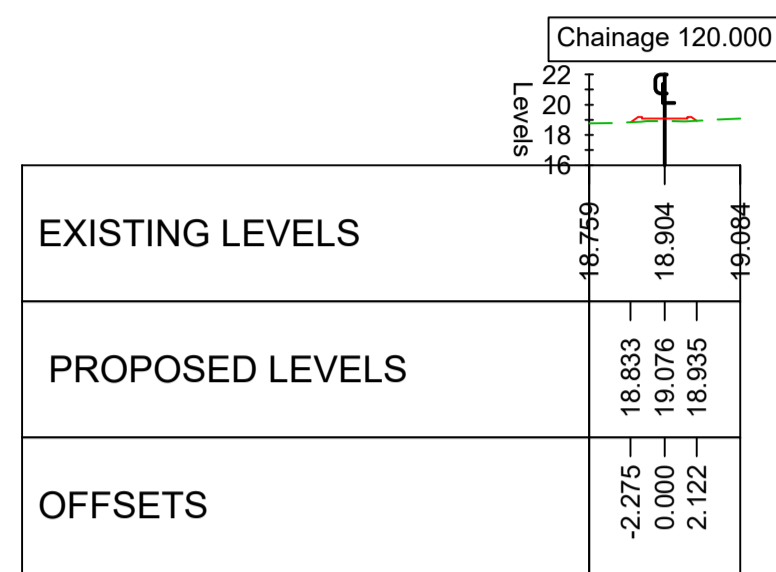 Chainage 120.000
Levels
22
20
18
16
℄
EXISTING LEVELS
18.759
18.904
19.084
PROPOSED LEVELS
18.833
19.076
18.935
OFFSETS
-2.275
0.000
2.122